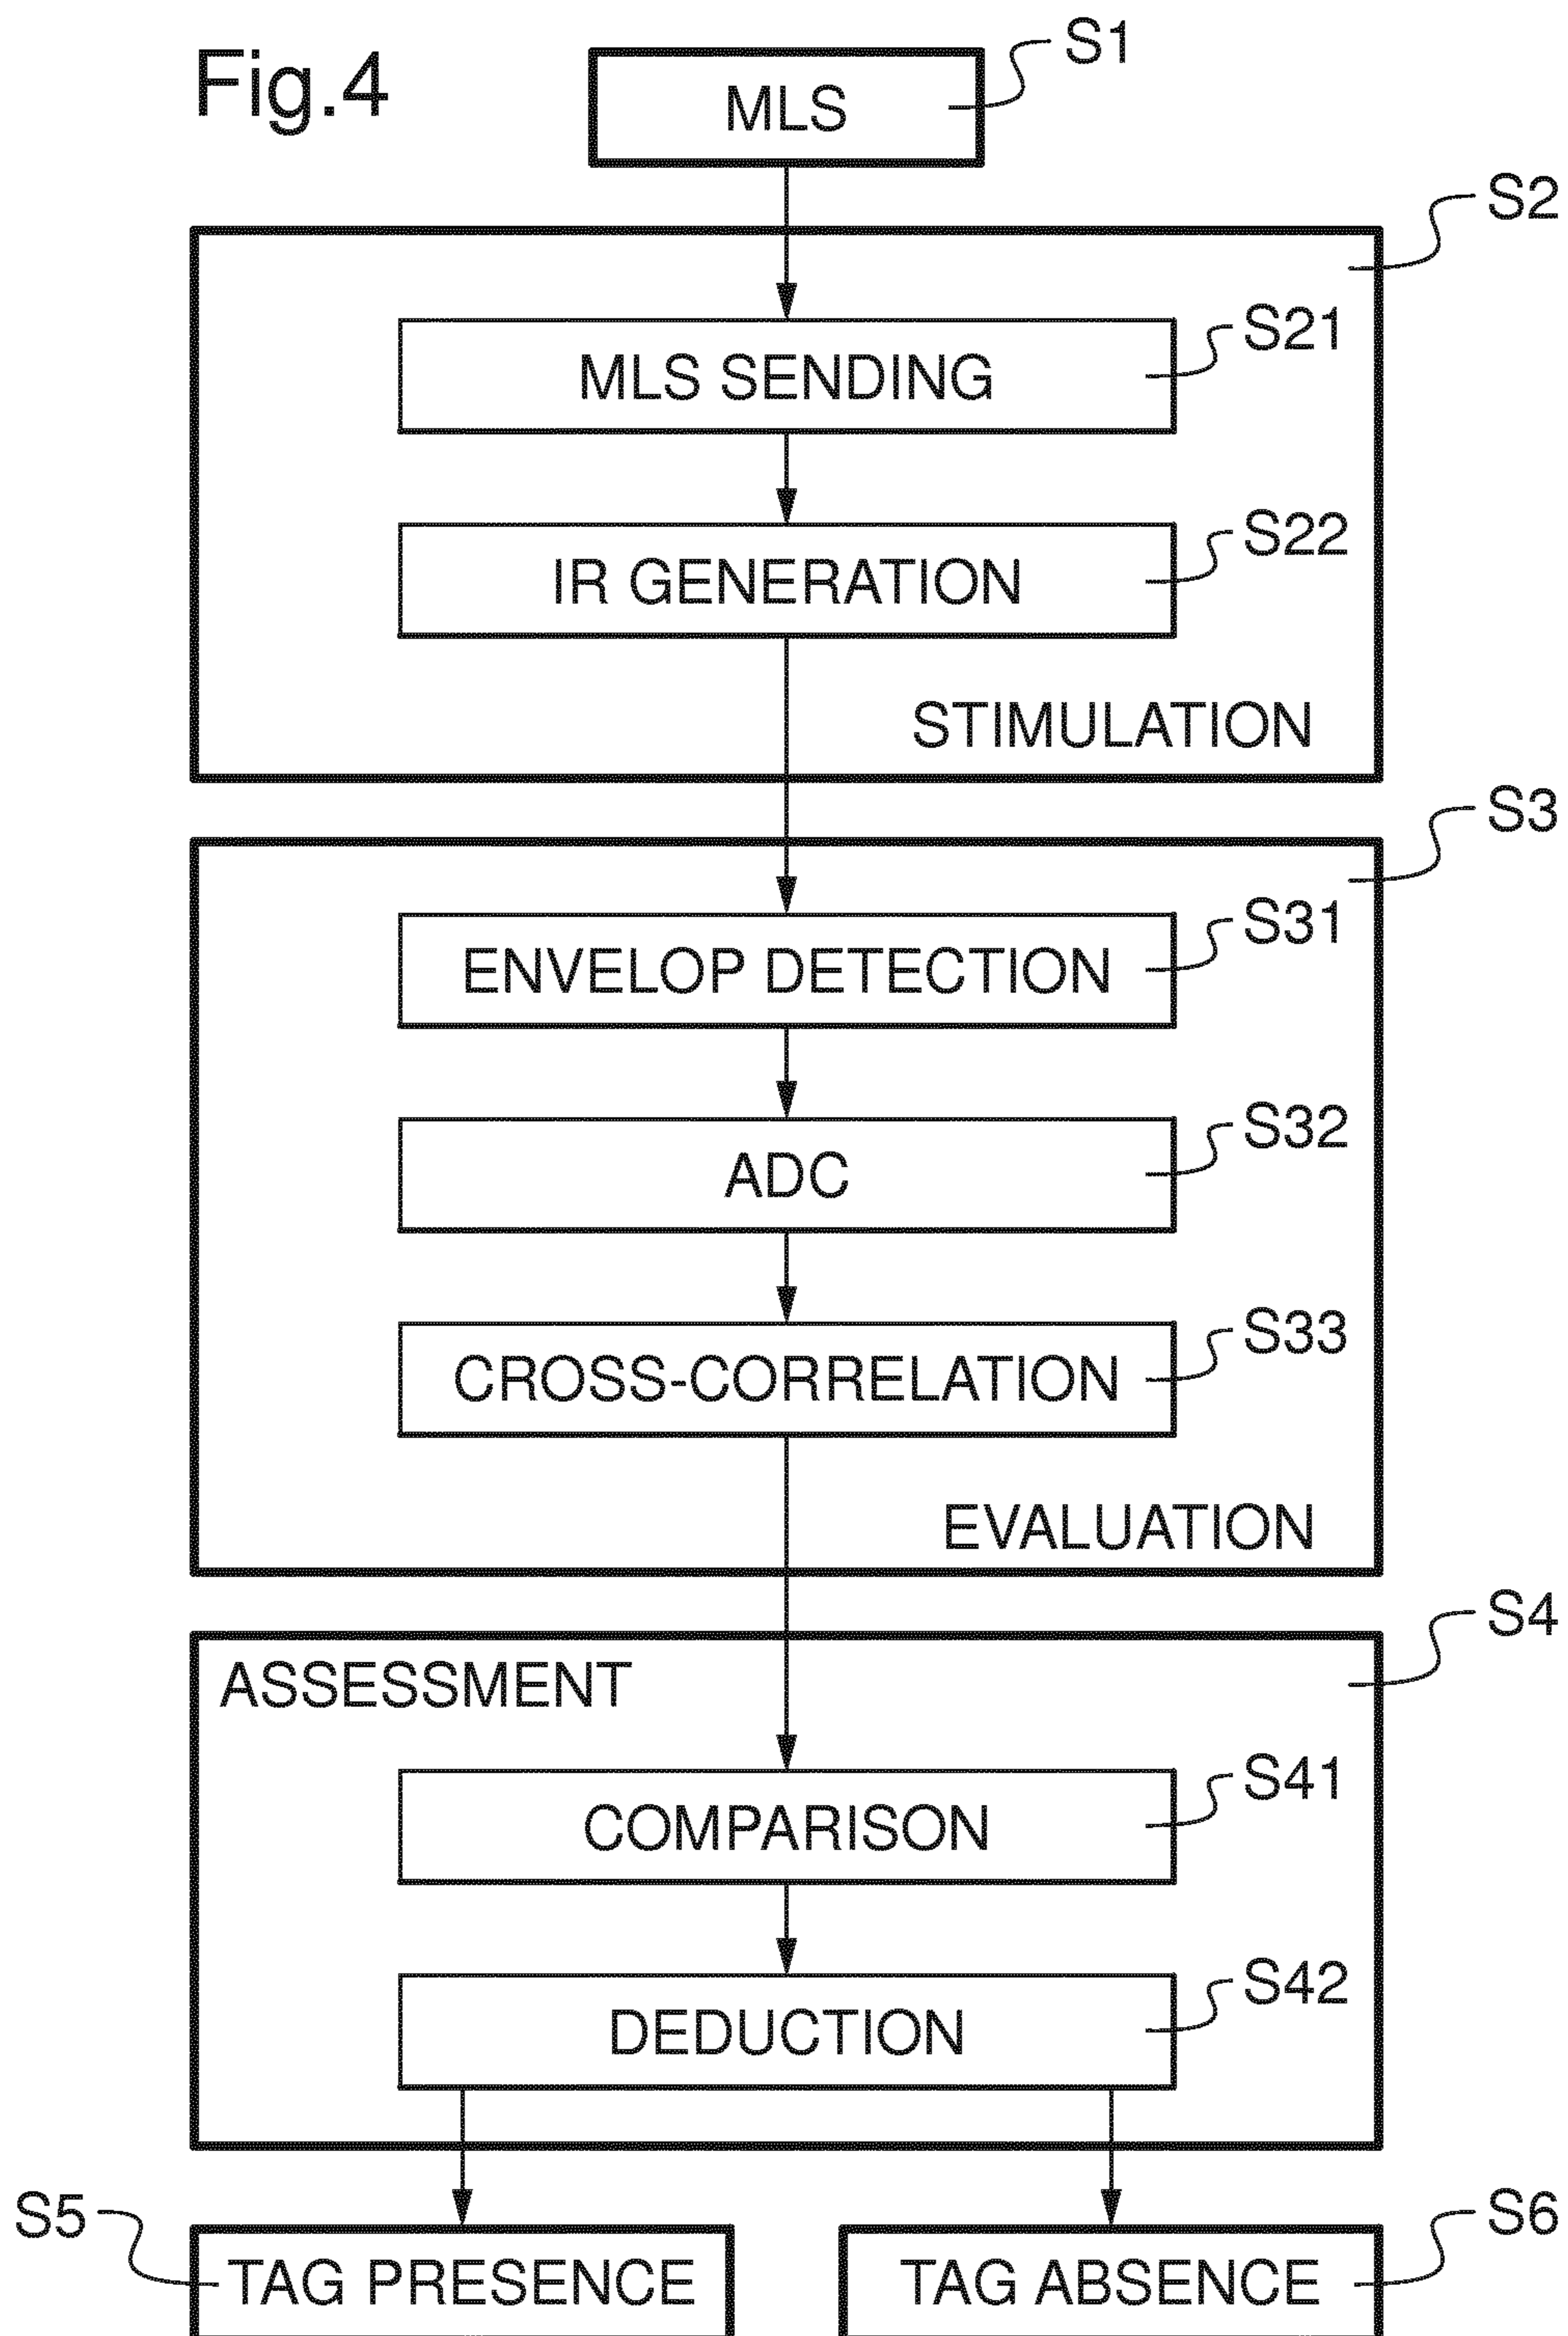 Fig.4
S1
MLS
S2
S21
MLS SENDING
S22
IR GENERATION
STIMULATION
S3
S31
ENVELOP DETECTION
S32
ADC
S33
CROSS-CORRELATION
EVALUATION
S4
ASSESSMENT
S41
COMPARISON
S42
DEDUCTION
S5
TAG PRESENCE
S6
TAG ABSENCE